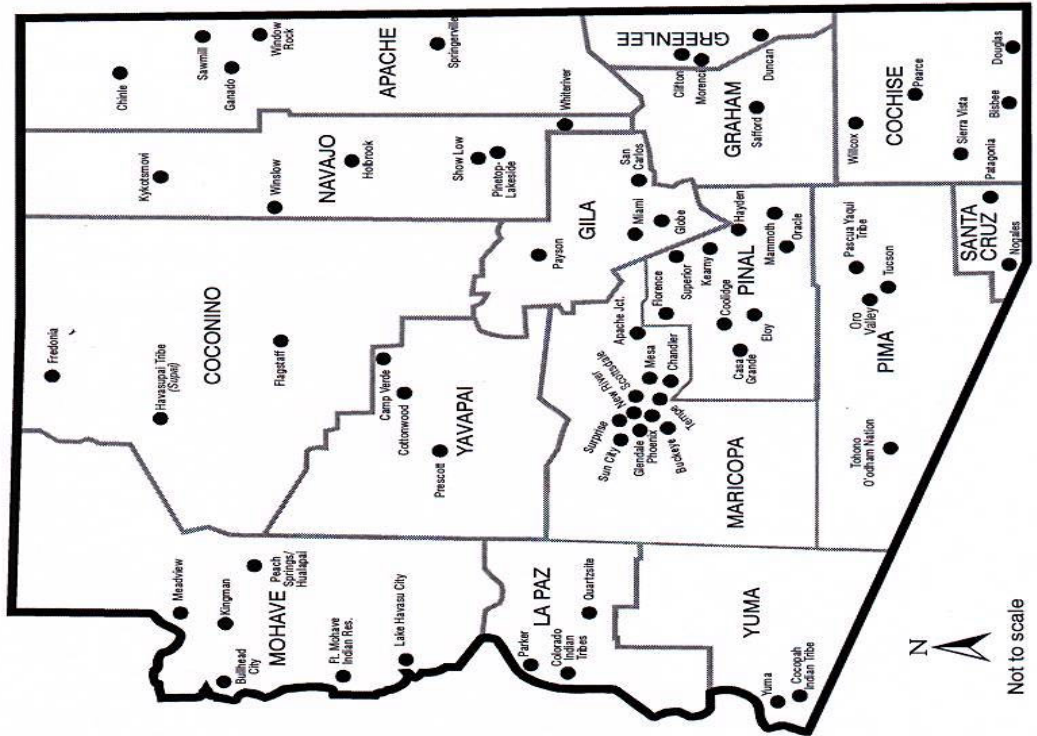 Fredonia
Havasupai Tribe
(Supai)
COCONINO
Flagstaff
Kykotsmovi
Winslow
NAVAJO
Holbrook
Show Low
Pinetop-
Lakeside
Chinle
Sawmill
Ganado
Window
Rock
APACHE
Springerville
Whiteriver
Meadview
Kingman
Bullhead
City
Peach
Springs/
Hualapai
MOHAVE
Ft. Mohave
Indian Res.
Lake Havasu City
Camp Verde
Cottonwood
Prescott
YAVAPAI
Payson
GILA
San
Carlos
Miami
Globe
GREENLEE
Clifton
Morenci
Duncan
GRAHAM
Safford
Parker
LA PAZ
Colorado
Indian
Tribes
Quartzsite
Surprise
Sun City
New River
Scottsdale
Glendale
Phoenix
Buckeye
Tempe
Mesa
Chandler
Apache Jct.
MARICOPA
Florence
Superior
Kearny
Hayden
Coolidge
PINAL
Mammoth
Oracle
Casa
Grande
Eloy
YUMA
Yuma
Cocopah
Indian Tribe
Pascua Yaqui
Tribe
Oro
Valley
Tucson
PIMA
Tohono
O'odham Nation
Willcox
Pearce
COCHISE
Sierra Vista
Bisbee
Douglas
SANTA
CRUZ
Patagonia
Nogales
N
Not to scale